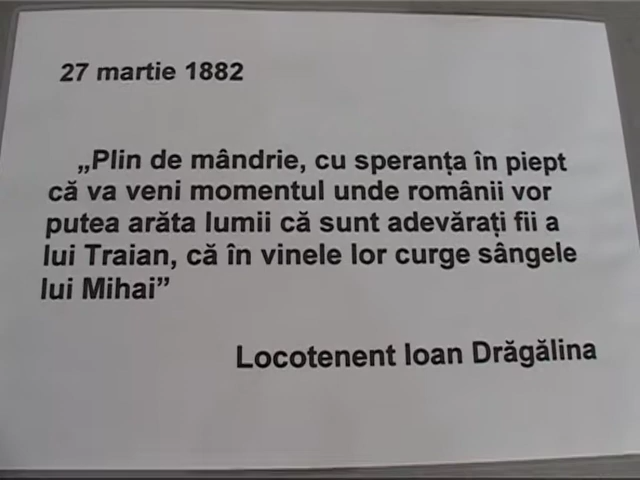 27 martie 1882
„Plin de mândrie, cu speranța în piept
că va veni momentul unde românii vor
putea arăta lumii că sunt adevărați fii a
lui Traian, că în vinele lor curge sângele
lui Mihai”
Locotenent Ioan Drăgălina